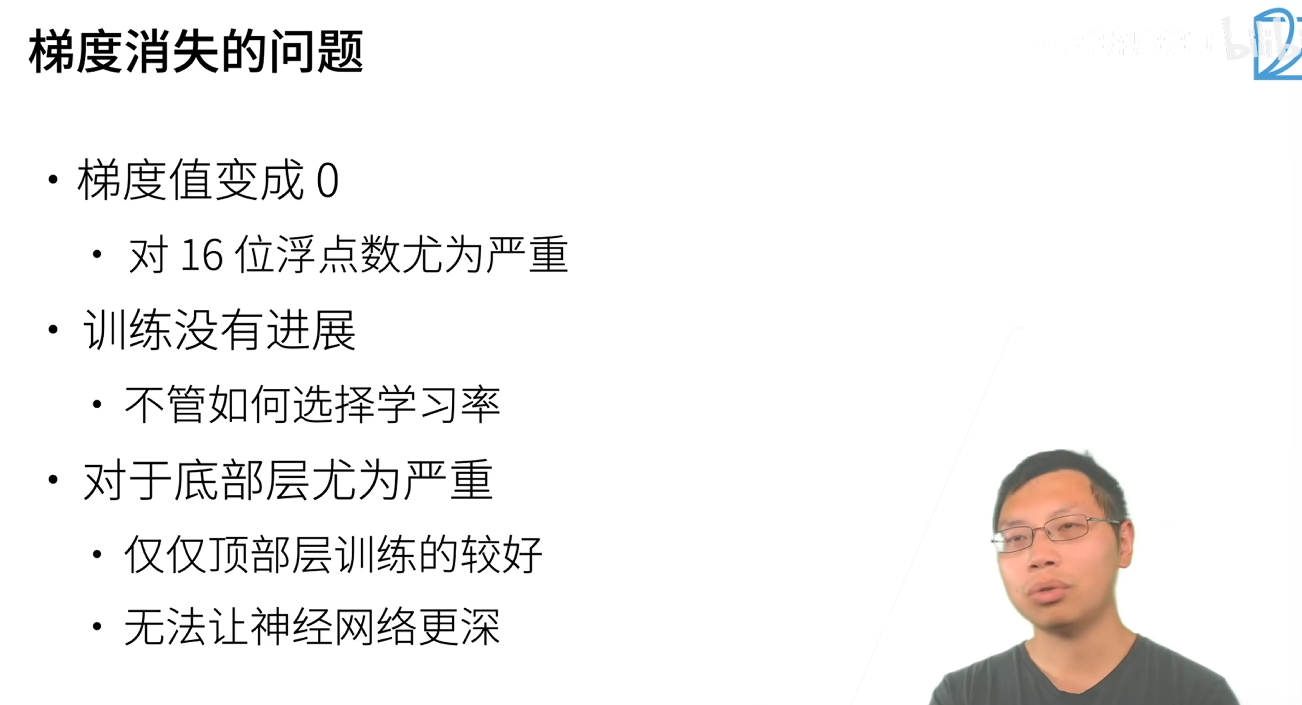 梯度消失的问题
• 梯度值变成 0
• 对 16 位浮点数尤为严重
• 训练没有进展
• 不管如何选择学习率
• 对于底部层尤为严重
• 仅仅顶部层训练的较好
• 无法让神经网络更深